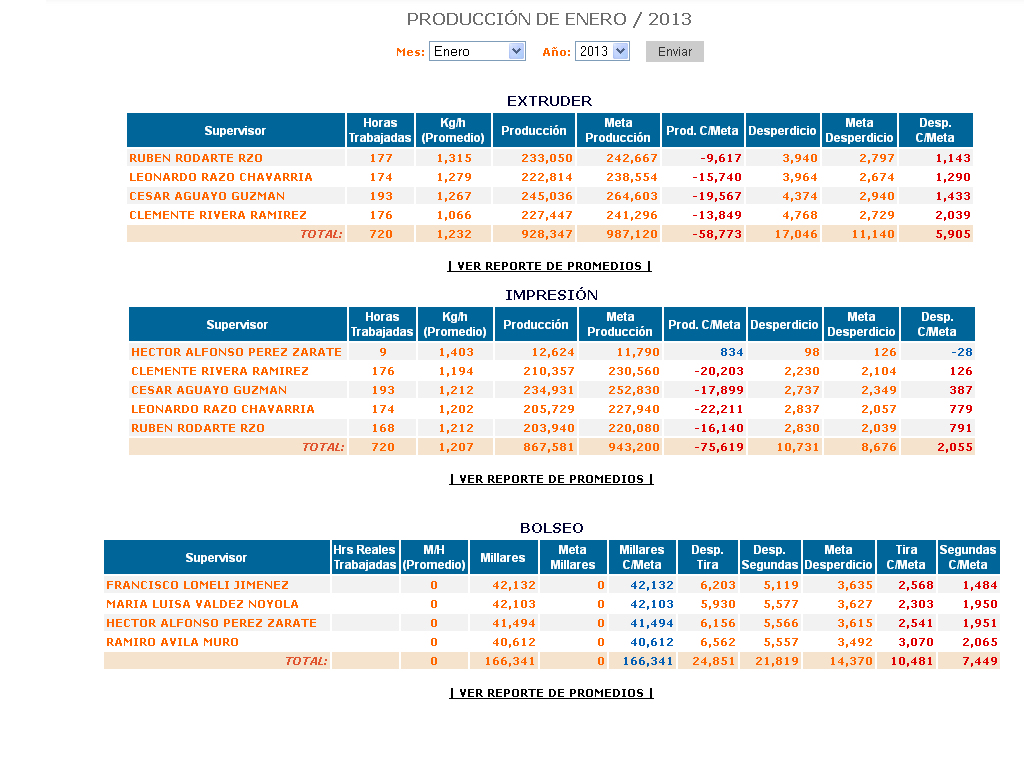 PRODUCCIÓN DE ENERO / 2013
Mes: Enero Año: 2013 Enviar
EXTRUDER
Supervisor Horas Trabajadas Kg/h (Promedio) Producción Meta Producción Prod. C/Meta Desperdicio Meta Desperdicio Desp. C/Meta
RUBEN RODARTE RZO 177 1,315 233,050 242,667 -9,617 3,940 2,797 1,143
LEONARDO RAZO CHAVARRIA 174 1,279 222,814 238,554 -15,740 3,964 2,674 1,290
CESAR AGUAYO GUZMAN 193 1,267 245,036 264,603 -19,567 4,374 2,940 1,433
CLEMENTE RIVERA RAMIREZ 176 1,066 227,447 241,296 -13,849 4,768 2,729 2,039
TOTAL: 720 1,232 928,347 987,120 -58,773 17,046 11,140 5,905
| VER REPORTE DE PROMEDIOS |
IMPRESIÓN
Supervisor Horas Trabajadas Kg/h (Promedio) Producción Meta Producción Prod. C/Meta Desperdicio Meta Desperdicio Desp. C/Meta
HECTOR ALFONSO PEREZ ZARATE 9 1,403 12,624 11,790 834 98 126 -28
CLEMENTE RIVERA RAMIREZ 176 1,194 210,357 230,560 -20,203 2,230 2,104 126
CESAR AGUAYO GUZMAN 193 1,212 234,931 252,830 -17,899 2,737 2,349 387
LEONARDO RAZO CHAVARRIA 174 1,202 205,729 227,940 -22,211 2,837 2,057 779
RUBEN RODARTE RZO 168 1,212 203,940 220,080 -16,140 2,830 2,039 791
TOTAL: 720 1,207 867,581 943,200 -75,619 10,731 8,676 2,055
| VER REPORTE DE PROMEDIOS |
BOLSEO
Supervisor Hrs Reales Trabajadas M/H (Promedio) Millares Meta Millares Millares C/Meta Desp. Tira Desp. Segundas Meta Desperdicio Tira C/Meta Segundas C/Meta
FRANCISCO LOMELI JIMENEZ 0 42,132 0 42,132 6,203 5,119 3,635 2,568 1,484
MARIA LUISA VALDEZ NOYOLA 0 42,103 0 42,103 5,930 5,577 3,627 2,303 1,950
HECTOR ALFONSO PEREZ ZARATE 0 41,494 0 41,494 6,156 5,566 3,615 2,541 1,951
RAMIRO AVILA MURO 0 40,612 0 40,612 6,562 5,557 3,492 3,070 2,065
TOTAL: 0 166,341 0 166,341 24,851 21,819 14,370 10,481 7,449
| VER REPORTE DE PROMEDIOS |